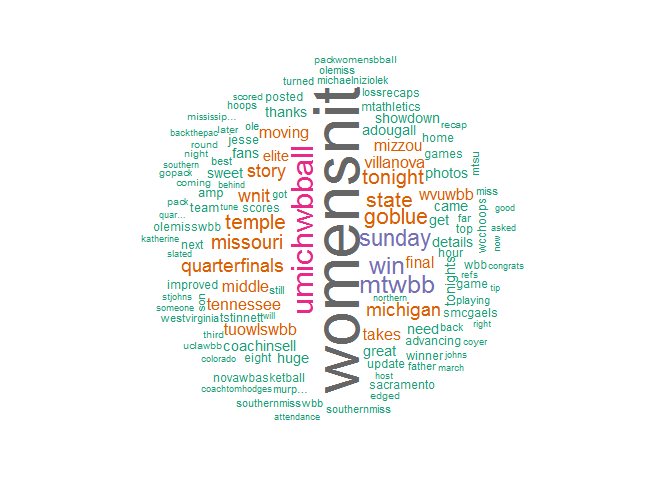 packwomensbball
olemiss
turned michaelniziolek
scored posted loss recaps
hoops mtathletics
mississip... thanks showdown
backthepac later ole moving adougall recap
round jesse mizzou home
night fans elite villanova games mtsu
southern best story tonight photos
gopack sweet
coming behind wnit wvuwbb miss
pack amp got state came good
quar... team tune scores goblue get far wcchoops
olemisswbb temple top asked
katherine next missouri sunday details now
slated hour
quarterfinals win final wbb congrats
tonights refs
improved middle still mtwbb game tip
stjohns son northern playing
someone tennessee michigan smcgaels
westvirginia tstinnett will right
third tuowlswbb takes need back
uclawbb coachinsell advancing coyer
colorado eight huge great winner johns
update father march
novawbasketball host
coachtomhodges murp... sacramento
edged
southernmisswbb southernmiss
attendance
umichwbball
womensnit